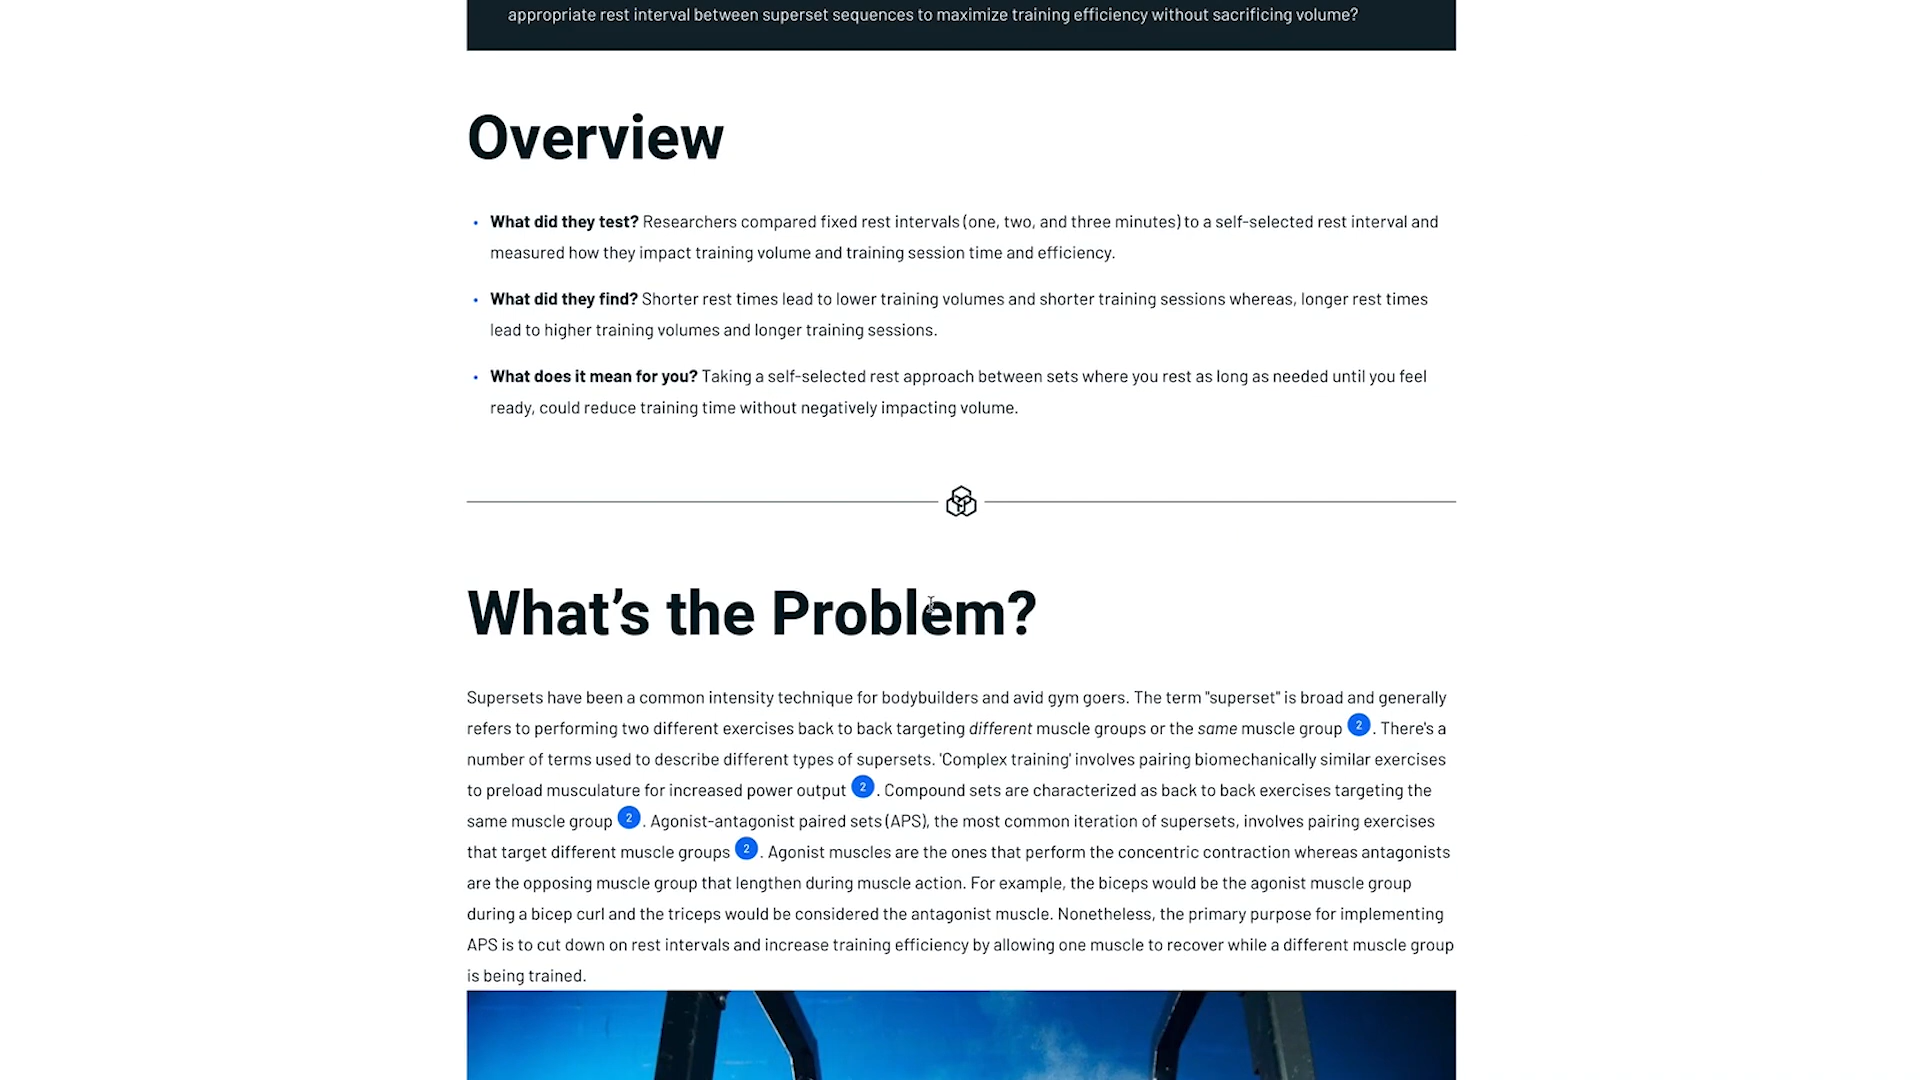 appropriate rest interval between superset sequences to maximize training efficiency without sacrificing volume?
Overview
• What did they test? Researchers compared fixed rest intervals (one, two, and three minutes) to a self-selected rest interval and
measured how they impact training volume and training session time and efficiency.
• What did they find? Shorter rest times lead to lower training volumes and shorter training sessions whereas, longer rest times
lead to higher training volumes and longer training sessions.
• What does it mean for you? Taking a self-selected rest approach between sets where you rest as long as needed until you feel
ready, could reduce training time without negatively impacting volume.
What's the Problem?
Supersets have been a common intensity technique for bodybuilders and avid gym goers. The term "superset" is broad and generally
refers to performing two different exercises back to back targeting different muscle groups or the same muscle group 2 . There's a
number of terms used to describe different types of supersets. 'Complex training' involves pairing biomechanically similar exercises
to preload musculature for increased power output 2 . Compound sets are characterized as back to back exercises targeting the
same muscle group 2 . Agonist-antagonist paired sets (APS), the most common iteration of supersets, involves pairing exercises
that target different muscle groups 2 . Agonist muscles are the ones that perform the concentric contraction whereas antagonists
are the opposing muscle group that lengthen during muscle action. For example, the biceps would be the agonist muscle group
during a bicep curl and the triceps would be considered the antagonist muscle. Nonetheless, the primary purpose for implementing
APS is to cut down on rest intervals and increase training efficiency by allowing one muscle to recover while a different muscle group
is being trained.